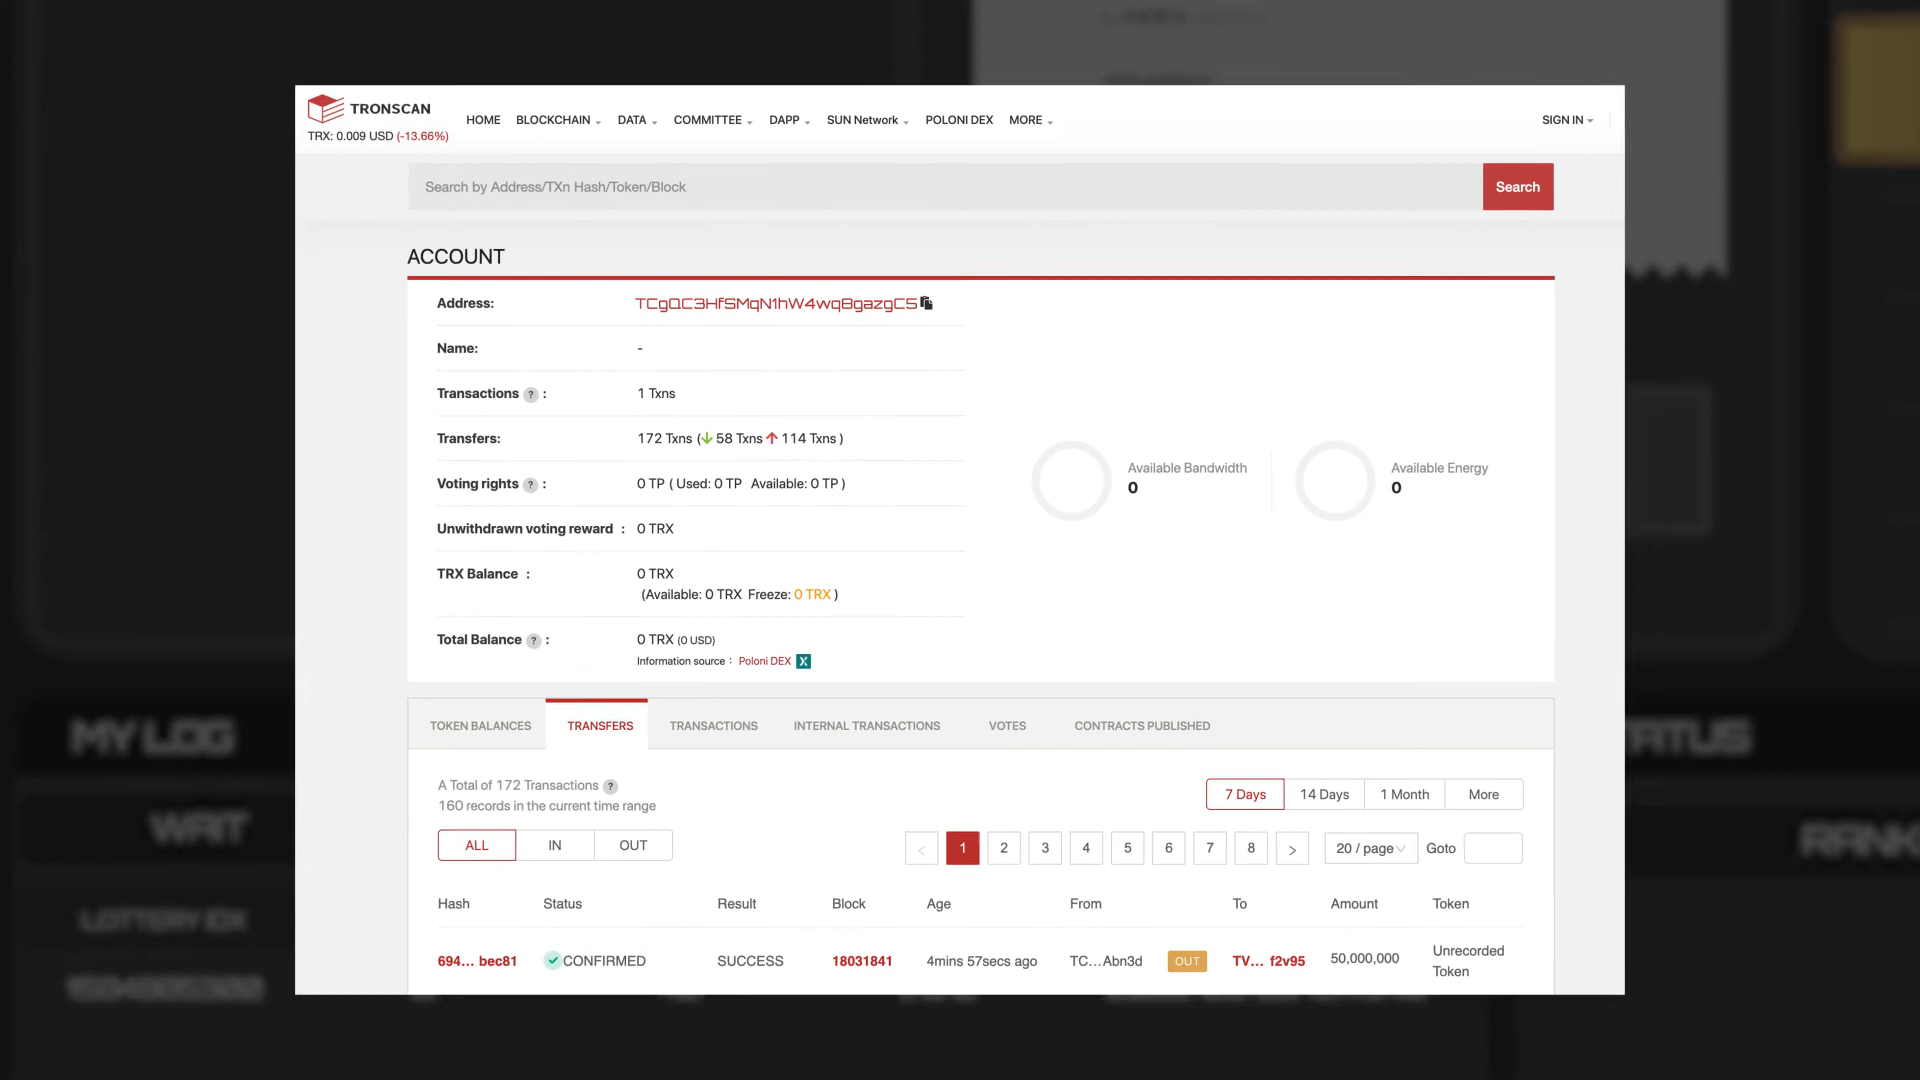 TRONSCAN
TRX: 0.009 USD (-13.66%)
HOME BLOCKCHAIN DATA COMMITTEE DAPP SUN Network POLONI DEX MORE SIGN IN
Search by Address/TXn Hash/Token/Block Search
ACCOUNT
Address: TCgQC3HfSMqN1hW4wq8gazgC5
Name: -
Transactions ? : 1 Txns
Transfers: 172 Txns (↓ 58 Txns ↑ 114 Txns )
Voting rights ? : 0 TP ( Used: 0 TP Available: 0 TP )
Available Bandwidth
0
Available Energy
0
Unwithdrawn voting reward : 0 TRX
TRX Balance : 0 TRX
(Available: 0 TRX Freeze: 0 TRX )
Total Balance ? : 0 TRX (0 USD)
Information source : Poloni DEX
TOKEN BALANCES TRANSFERS TRANSACTIONS INTERNAL TRANSACTIONS VOTES CONTRACTS PUBLISHED
A Total of 172 Transactions ?
160 records in the current time range
7 Days 14 Days 1 Month More
ALL IN OUT
< 1 2 3 4 5 6 7 8 > 20 / page Goto
Hash Status Result Block Age From To Amount Token
694... bec81 CONFIRMED SUCCESS 18031841 4mins 57secs ago TC...Abn3d OUT TV... f2v95 50,000,000 Unrecorded
Token
MY LOG
WAIT
LOTTERY IDX